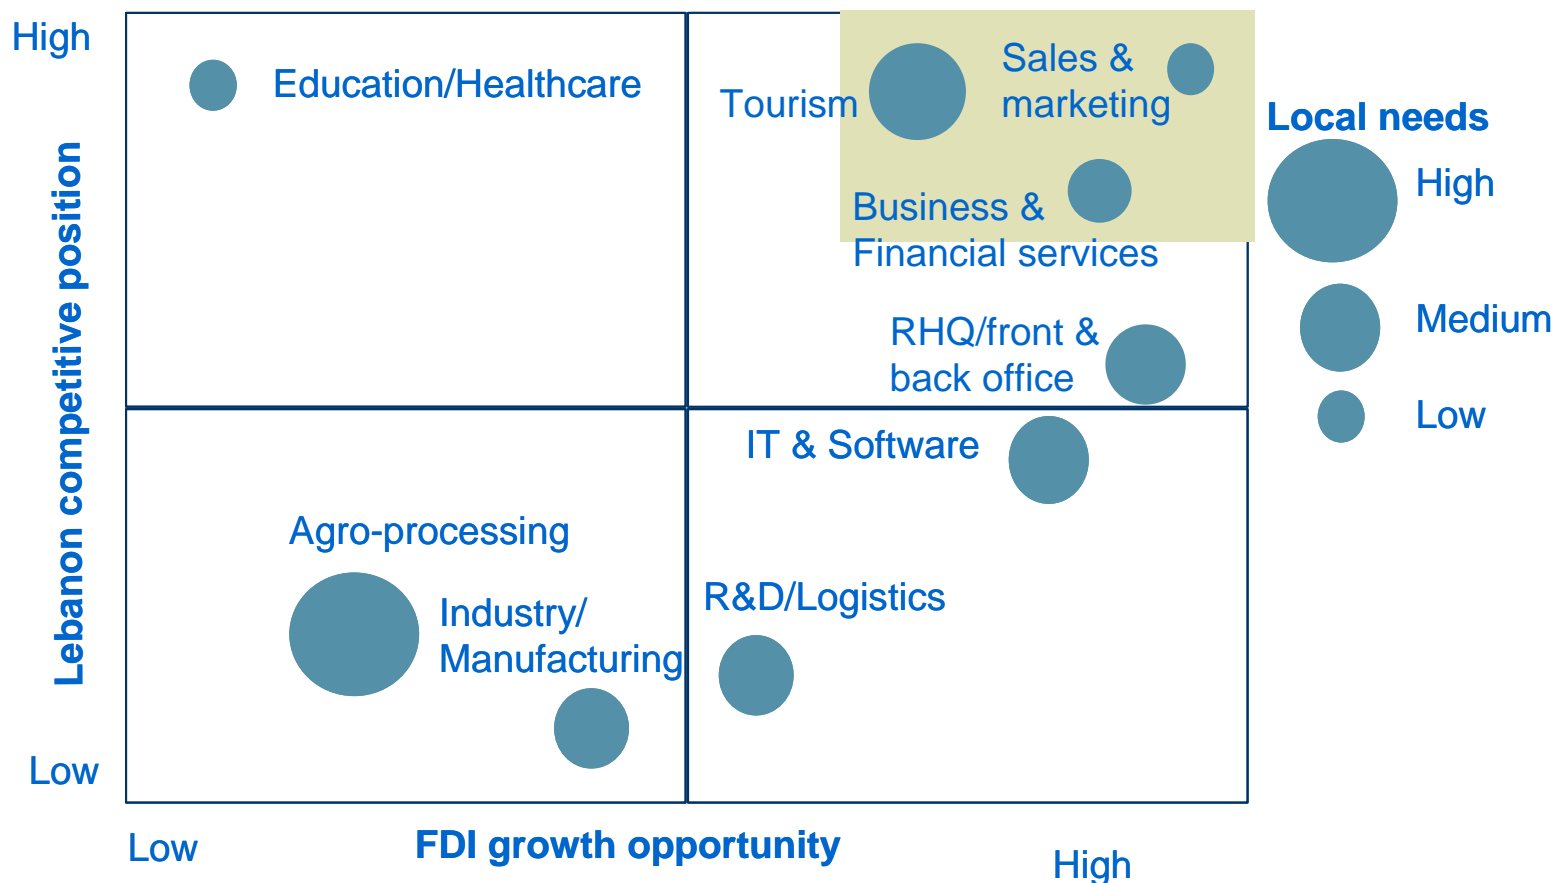 High
Education/Healthcare
Tourism
Sales &
marketing
Business &
Financial services
RHQ/front &
back office
Local needs
High
Medium
Low
Lebanon competitive position
IT & Software
Agro-processing
Industry/
Manufacturing
R&D/Logistics
Low
Low
FDI growth opportunity
High